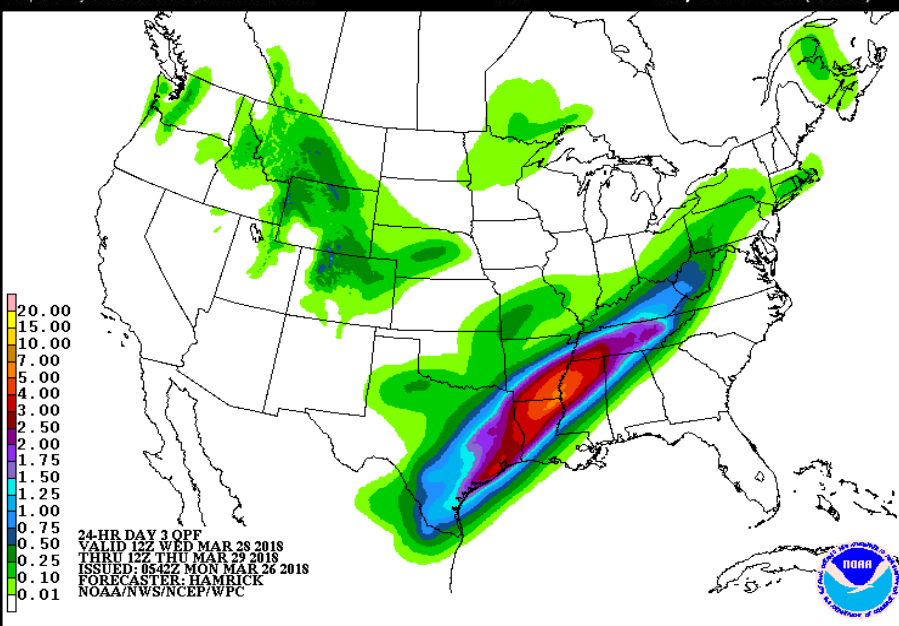 20.00
15.00
10.00
7.00
5.00
4.00
3.00
2.50
2.00
1.75
1.50
1.25
1.00
0.75
0.50
0.25
0.10
0.01
24-HR DAY 3 QPF
VALID 12Z WED MAR 28 2018
THRU 12Z THU MAR 29 2018
ISSUED: 0542Z MON MAR 26 2018
FORECASTER: HAMRICK
NOAA/NWS/NCEP/WPC
NOAA